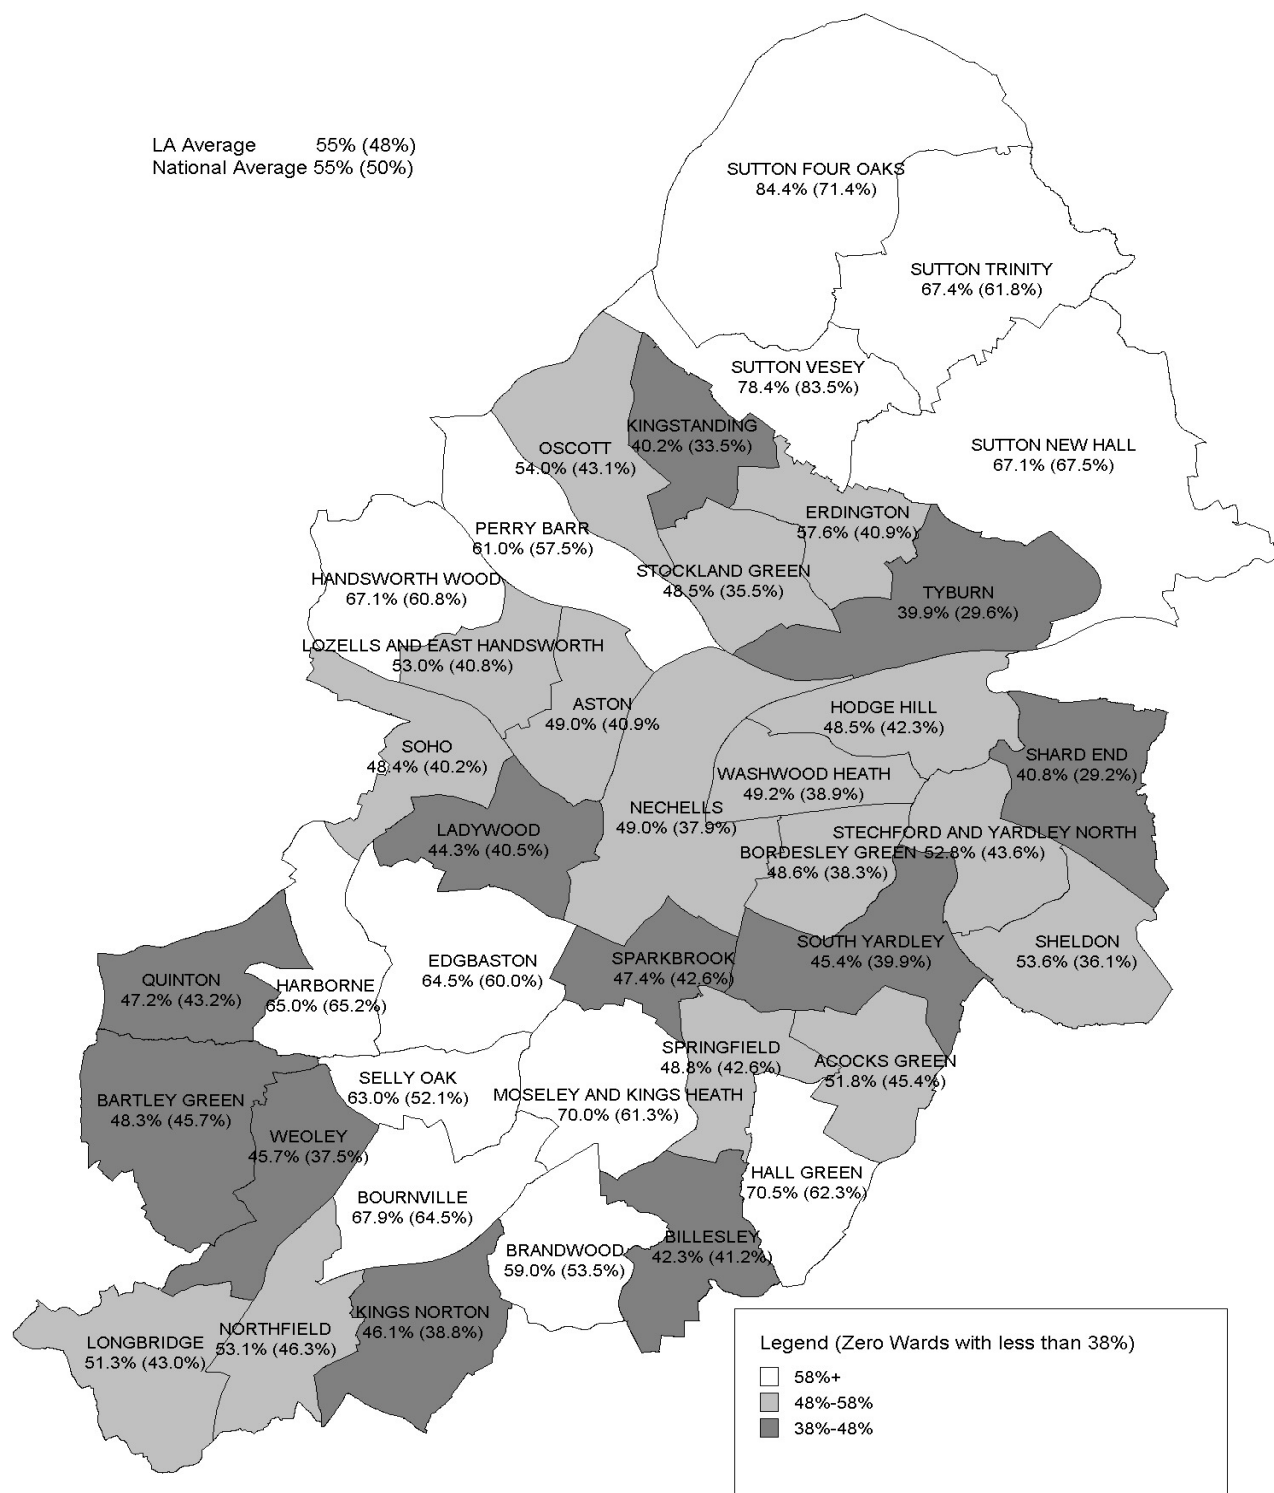 LA Average 55% (48%)
National Average 55% (50%)
SUTTON FOUR OAKS
84.4% (71.4%)
SUTTON TRINITY
67.4% (61.8%)
SUTTON VESEY
78.4% (83.5%)
KINGSTANDING
40.2% (33.5%)
OSCOTT
54.0% (43.1%)
SUTTON NEW HALL
67.1% (67.5%)
ERDINGTON
57.6% (40.9%)
PERRY BARR
61.0% (57.5%)
STOCKLAND GREEN
48.5% (35.5%)
HANDSWORTH WOOD
67.1% (60.8%)
TYBURN
39.9% (29.6%)
LOZELLS AND EAST HANDSWORTH
53.0% (40.8%)
ASTON
49.0% (40.9%
HODGE HILL
48.5% (42.3%)
SOHO
48.4% (40.2%)
SHARD END
40.8% (29.2%)
WASHWOOD HEATH
49.2% (38.9%)
NECHELLS
49.0% (37.9%)
LADYWOOD
44.3% (40.5%)
STECHFORD AND YARDLEY NORTH
52.8% (43.6%)
BORDESLEY GREEN
48.6% (38.3%)
SOUTH YARDLEY
45.4% (39.9%)
SHELDON
53.6% (36.1%)
SPARKBROOK
47.4% (42.6%)
EDGBASTON
64.5% (60.0%)
QUINTON
47.2% (43.2%)
HARBORNE
65.0% (65.2%)
SPRINGFIELD
48.8% (42.6%)
ACOCKS GREEN
51.8% (45.4%)
SELLY OAK
63.0% (52.1%)
MOSELEY AND KINGS HEATH
70.0% (61.3%)
BARTLEY GREEN
48.3% (45.7%)
WEOLEY
45.7% (37.5%)
HALL GREEN
70.5% (62.3%)
BOURNVILLE
67.9% (64.5%)
BILLESLEY
42.3% (41.2%)
BRANDWOOD
59.0% (53.5%)
KINGS NORTON
46.1% (38.8%)
NORTHFIELD
53.1% (46.3%)
LONGBRIDGE
51.3% (43.0%)
Legend (Zero Wards with less than 38%)
58%+
48%-58%
38%-48%